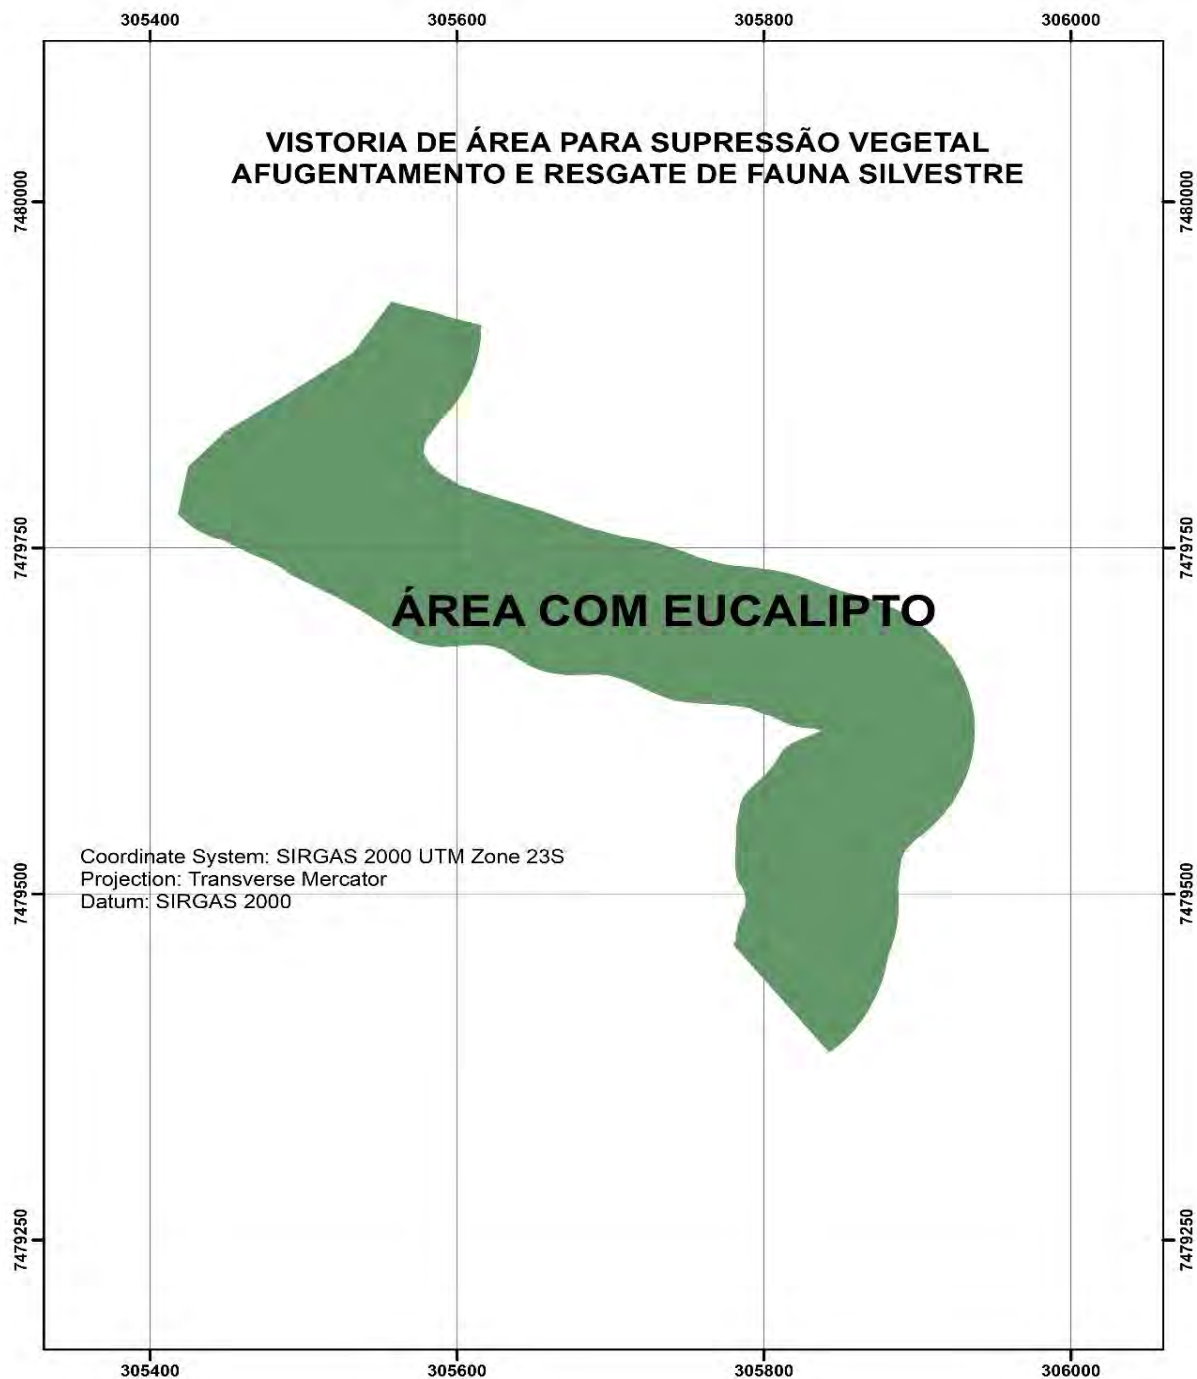 305400 305600 305800 306000
VISTORIA DE ÁREA PARA SUPRESSÃO VEGETAL
AFUGENTAMENTO E RESGATE DE FAUNA SILVESTRE
7480000 7480000
7479750 7479750
ÁREA COM EUCALIPTO
Coordinate System: SIRGAS 2000 UTM Zone 23S
Projection: Transverse Mercator
Datum: SIRGAS 2000
7479500 7479500
7479250 7479250
305400 305600 305800 306000